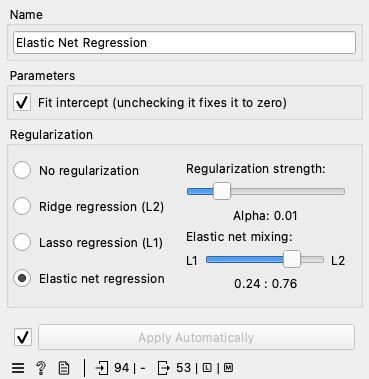 Name
Elastic Net Regression
Parameters
Fit intercept (unchecking it fixes it to zero)
Regularization
No regularization
Ridge regression (L2)
Lasso regression (L1)
Elastic net regression
Regularization strength:
Alpha: 0.01
Elastic net mixing:
L1 L2
0.24 : 0.76
Apply Automatically
? 94 | - 53 | L | M